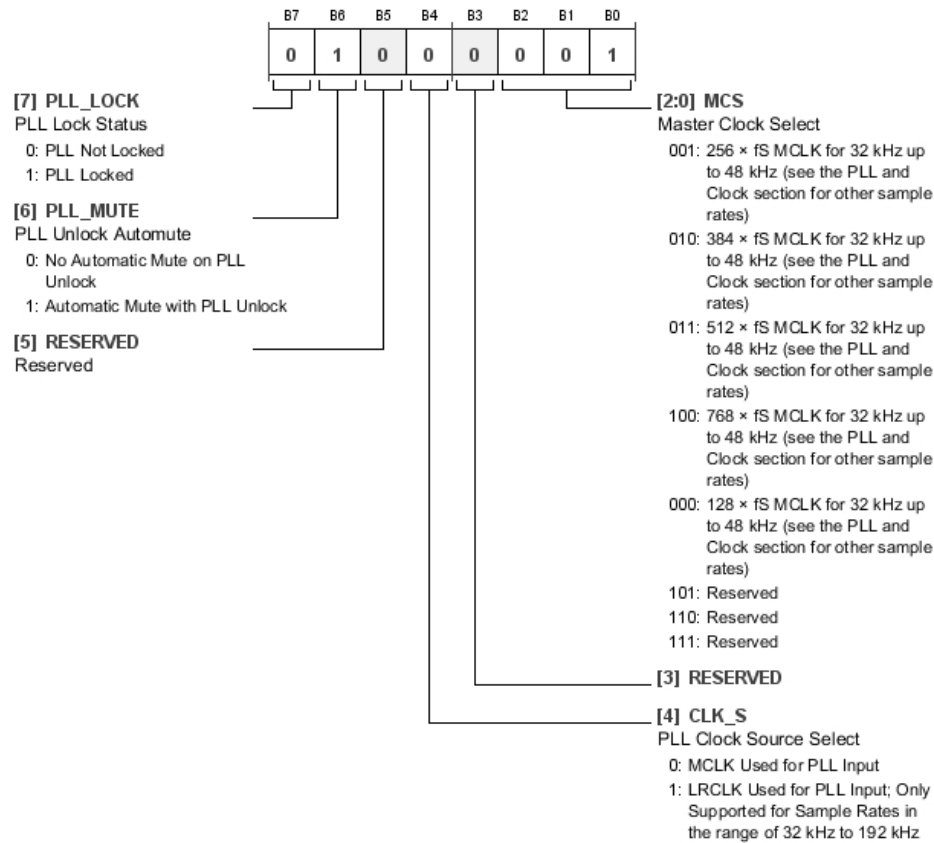 B7 B6 B5 B4 B3 B2 B1 B0
0 1 0 0 0 0 0 1
[7] PLL_LOCK
PLL Lock Status
0: PLL Not Locked
1: PLL Locked
[6] PLL_MUTE
PLL Unlock Automute
0: No Automatic Mute on PLL
Unlock
1: Automatic Mute with PLL Unlock
[5] RESERVED
Reserved
[2:0] MCS
Master Clock Select
001: 256 × fS MCLK for 32 kHz up
to 48 kHz (see the PLL and
Clock section for other sample
rates)
010: 384 × fS MCLK for 32 kHz up
to 48 kHz (see the PLL and
Clock section for other sample
rates)
011: 512 × fS MCLK for 32 kHz up
to 48 kHz (see the PLL and
Clock section for other sample
rates)
100: 768 × fS MCLK for 32 kHz up
to 48 kHz (see the PLL and
Clock section for other sample
rates)
000: 128 × fS MCLK for 32 kHz up
to 48 kHz (see the PLL and
Clock section for other sample
rates)
101: Reserved
110: Reserved
111: Reserved
[3] RESERVED
[4] CLK_S
PLL Clock Source Select
0: MCLK Used for PLL Input
1: LRCLK Used for PLL Input; Only
Supported for Sample Rates in
the range of 32 kHz to 192 kHz